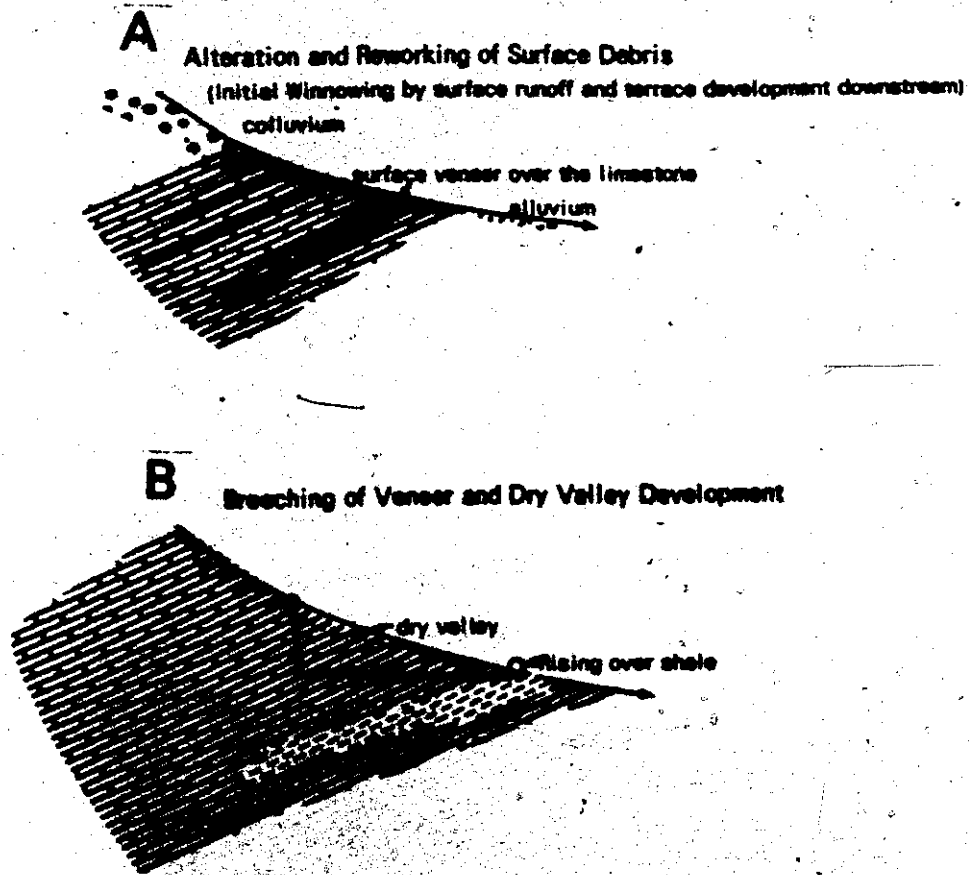 A
Alteration and Reworking of Surface Debris
(Initial Winnowing by surface runoff and terrace development downstream)
colluvium
surface veneer over the limestone
alluvium
B
Breaching of Veneer and Dry Valley Development
dry valley
Rising over shale